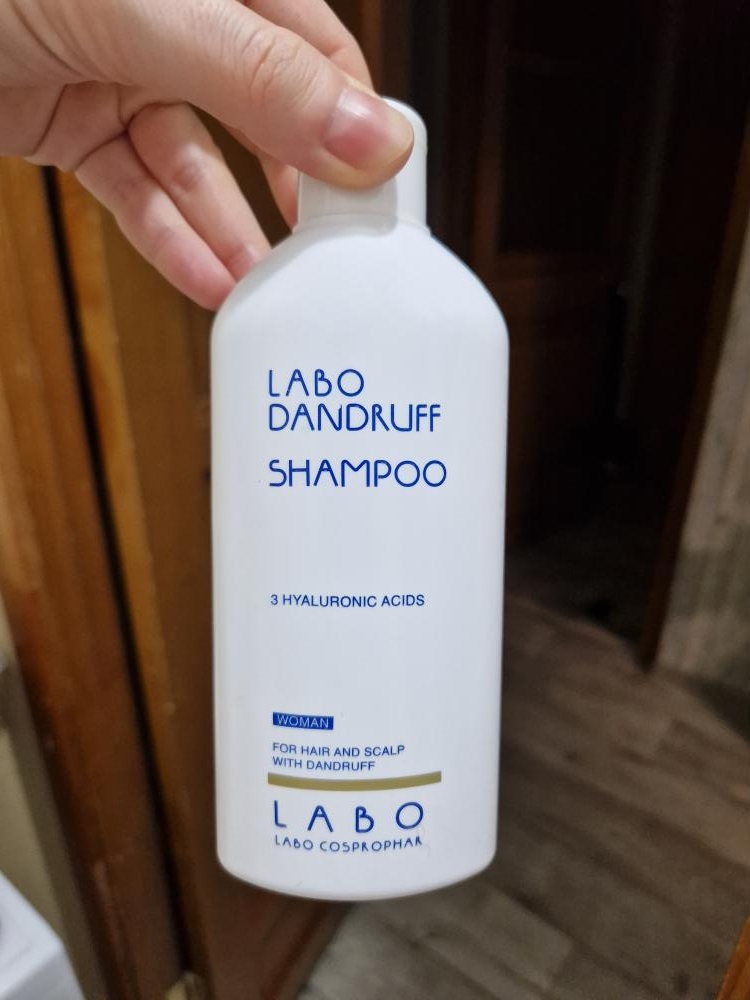 LABO
DANDRUFF
SHAMPOO
3 HYALURONIC ACIDS
WOMAN
FOR HAIR AND SCALP
WITH DANDRUFF
LABO
LABO COSPROPHAR